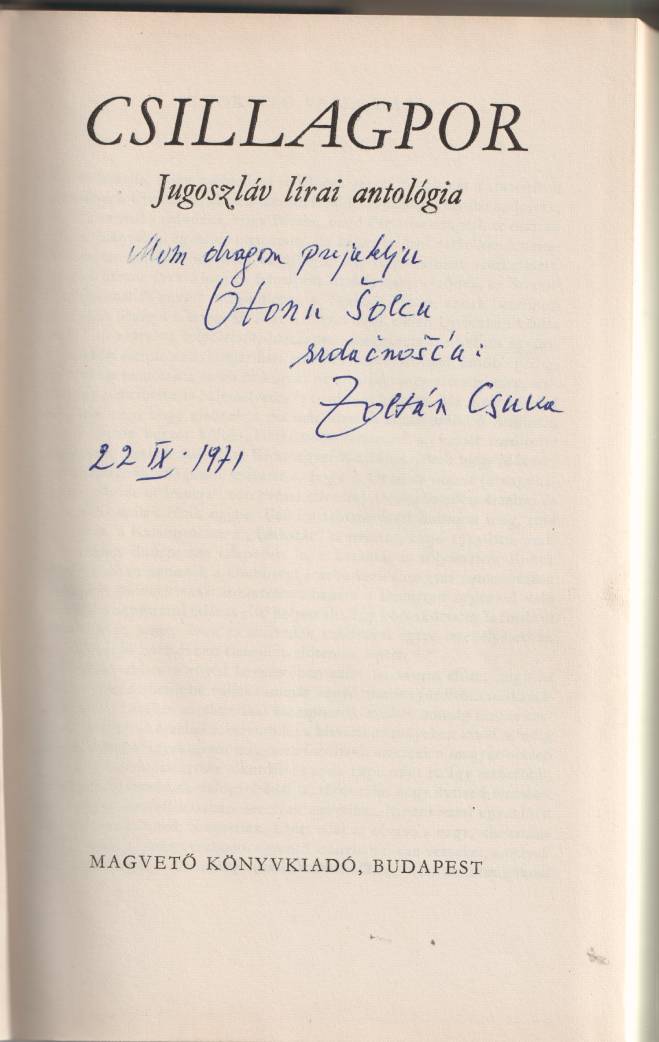 CSILLAGPOR
Jugoszláv lírai antológia
Mom dragom prijatelju
Otonu Šolcu
srdačnošću:
Zoltán Csuka
22 IX. 1971
MAGVETŐ KÖNYVKIADÓ, BUDAPEST